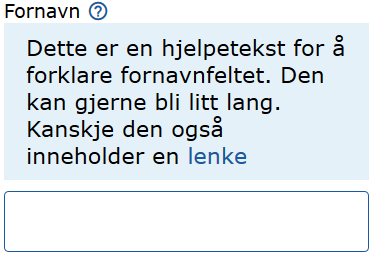 Fornavn ?
Dette er en hjelpetekst for å
forklare fornavnfeltet. Den
kan gjerne bli litt lang.
Kanskje den også
inneholder en lenke